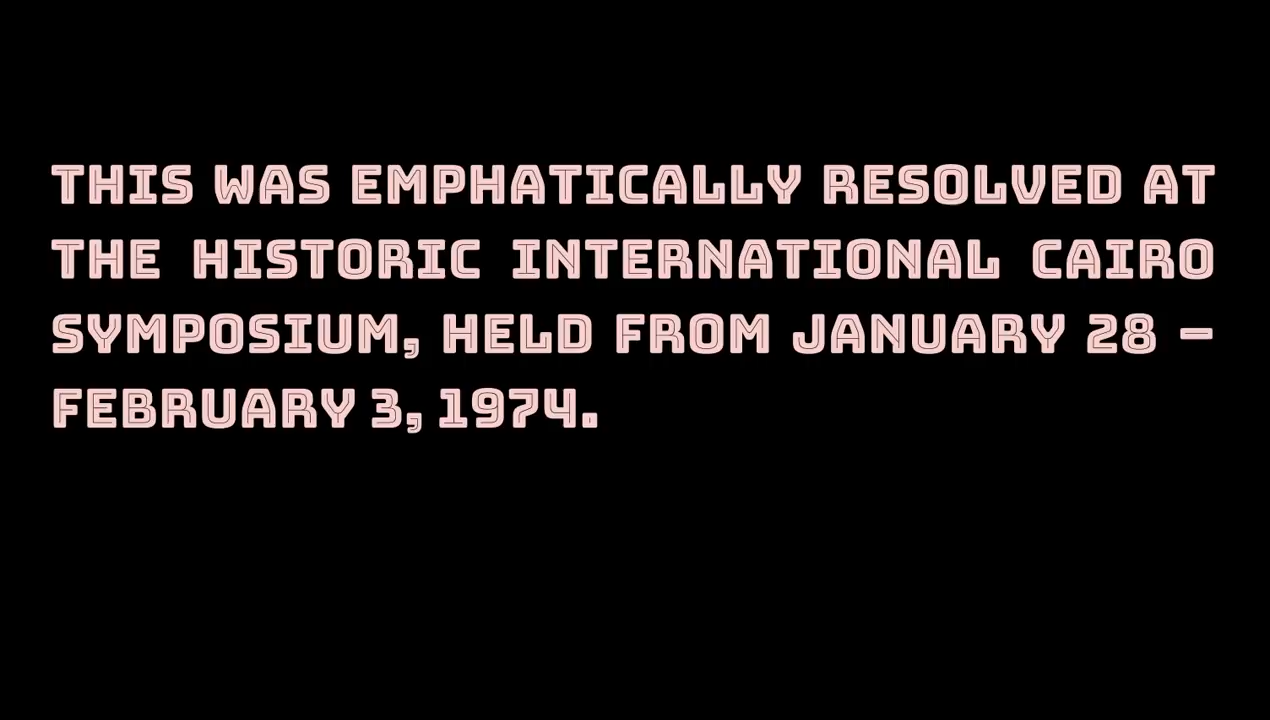 THIS WAS EMPHATICALLY RESOLVED AT
THE HISTORIC INTERNATIONAL CAIRO
SYMPOSIUM, HELD FROM JANUARY 28 –
FEBRUARY 3, 1974.